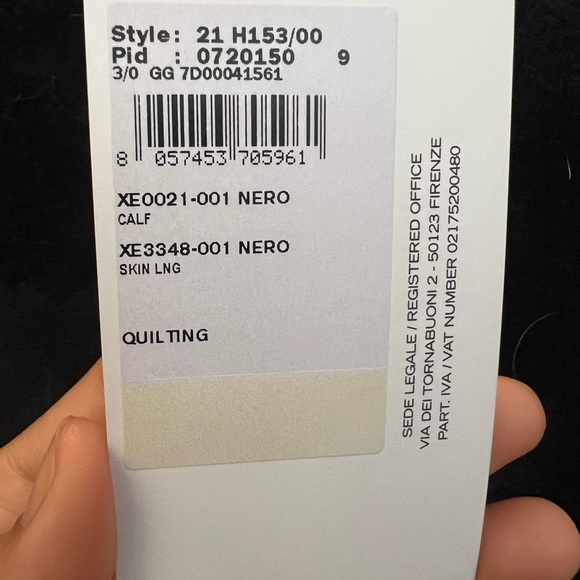 Style: 21 H153/00
Pid : 0720150 9
3/0 GG 7D00041561
8 057453 705961
XE0021-001 NERO
CALF
XE3348-001 NERO
SKIN LNG
QUILTING
SEDE LEGALE / REGISTERED OFFICE
VIA DEI TORNABUONI 2 - 50123 FIRENZE
PART. IVA / VAT NUMBER 02175200480